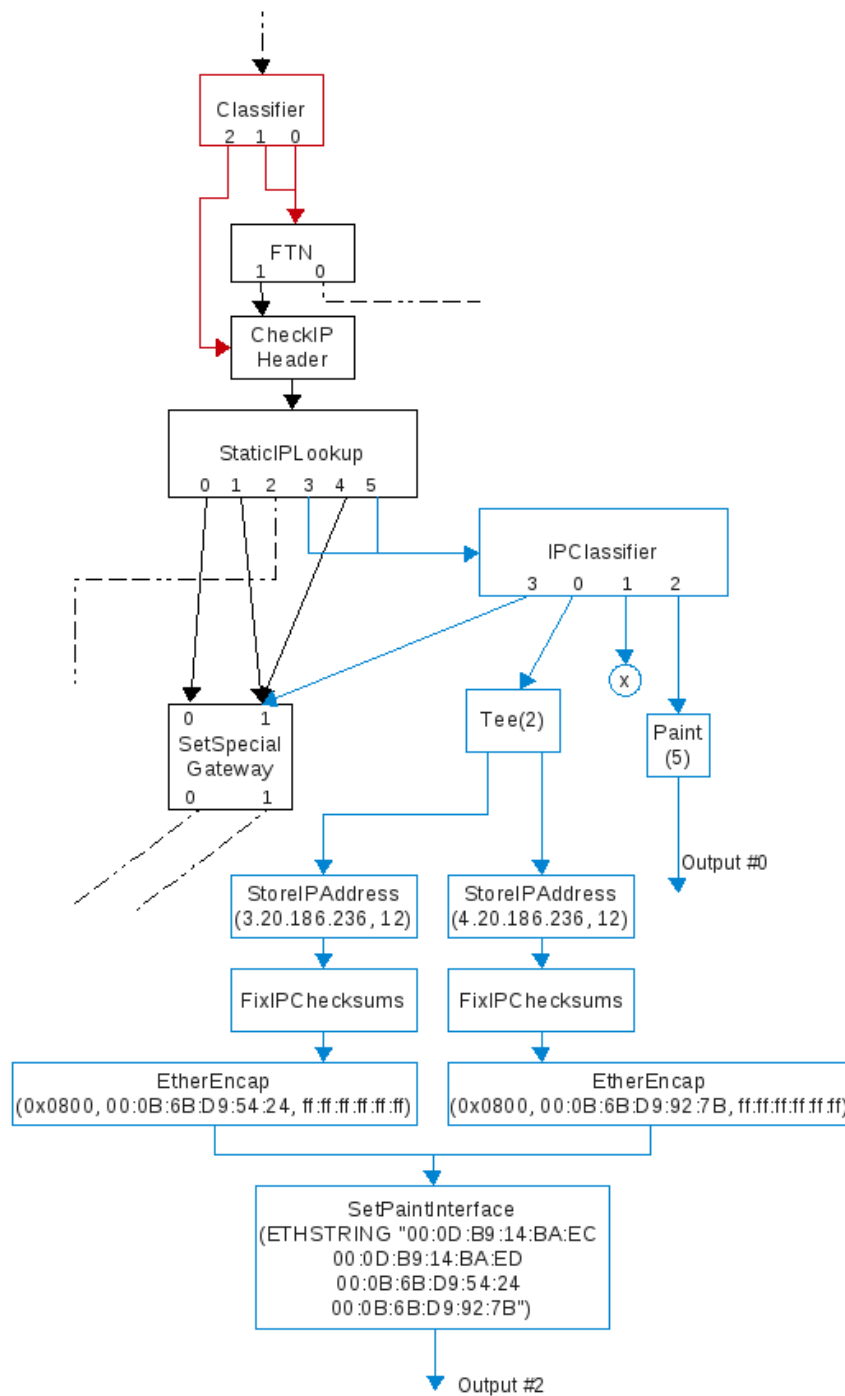 Classifier
2 1 0
FTN
1 0
CheckIP
Header
StaticIPLookup
0 1 2 3 4 5
IPClassifier
3 0 1 2
x
0 1
SetSpecial
Gateway
0 1
Tee(2)
Paint
(5)
Output #0
StoreIPAddress
(3.20.186.236, 12)
StoreIPAddress
(4.20.186.236, 12)
FixIPChecksums
FixIPChecksums
EtherEncap
(0x0800, 00:0B:6B:D9:54:24, ff:ff:ff:ff:ff:ff)
EtherEncap
(0x0800, 00:0B:6B:D9:92:7B, ff:ff:ff:ff:ff:ff)
SetPaintInterface
(ETHSTRING "00:0D:B9:14:BA:EC
00:0D:B9:14:BA:ED
00:0B:6B:D9:54:24
00:0B:6B:D9:92:7B")
Output #2